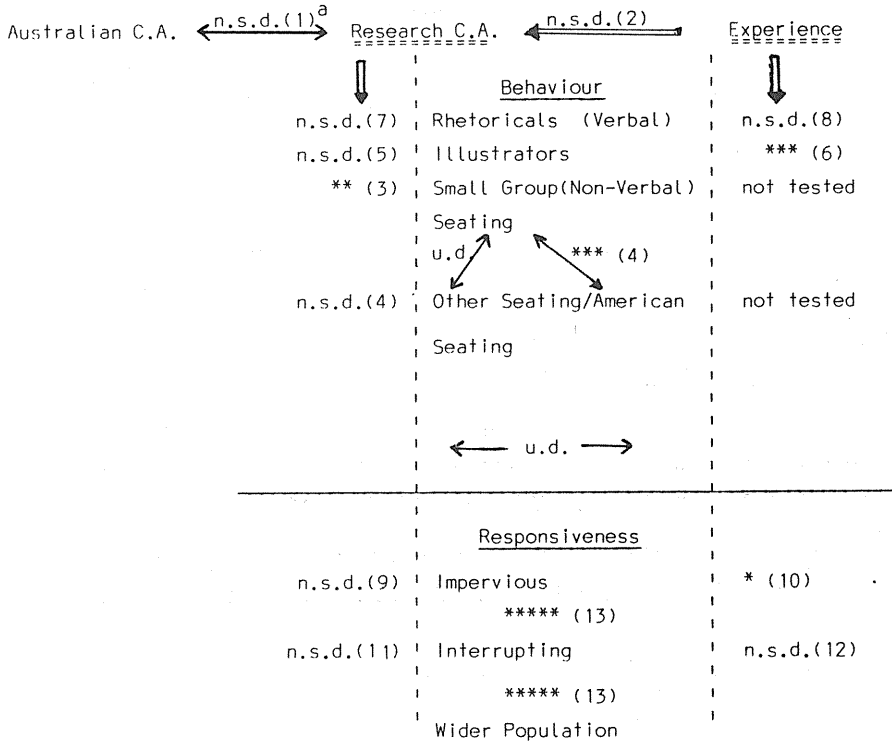 n.s.d.(1)a n.s.d.(2)
Australian C.A. Research C.A. Experience
Behaviour
n.s.d.(7) Rhetoricals (Verbal) n.s.d.(8)
n.s.d.(5) Illustrators *** (6)
** (3) Small Group(Non-Verbal) not tested
Seating
u.d. *** (4)
n.s.d.(4) Other Seating/American not tested
Seating
u.d.
Responsiveness
n.s.d.(9) Impervious * (10)
***** (13)
n.s.d.(11) Interrupting n.s.d.(12)
***** (13)
Wider Population